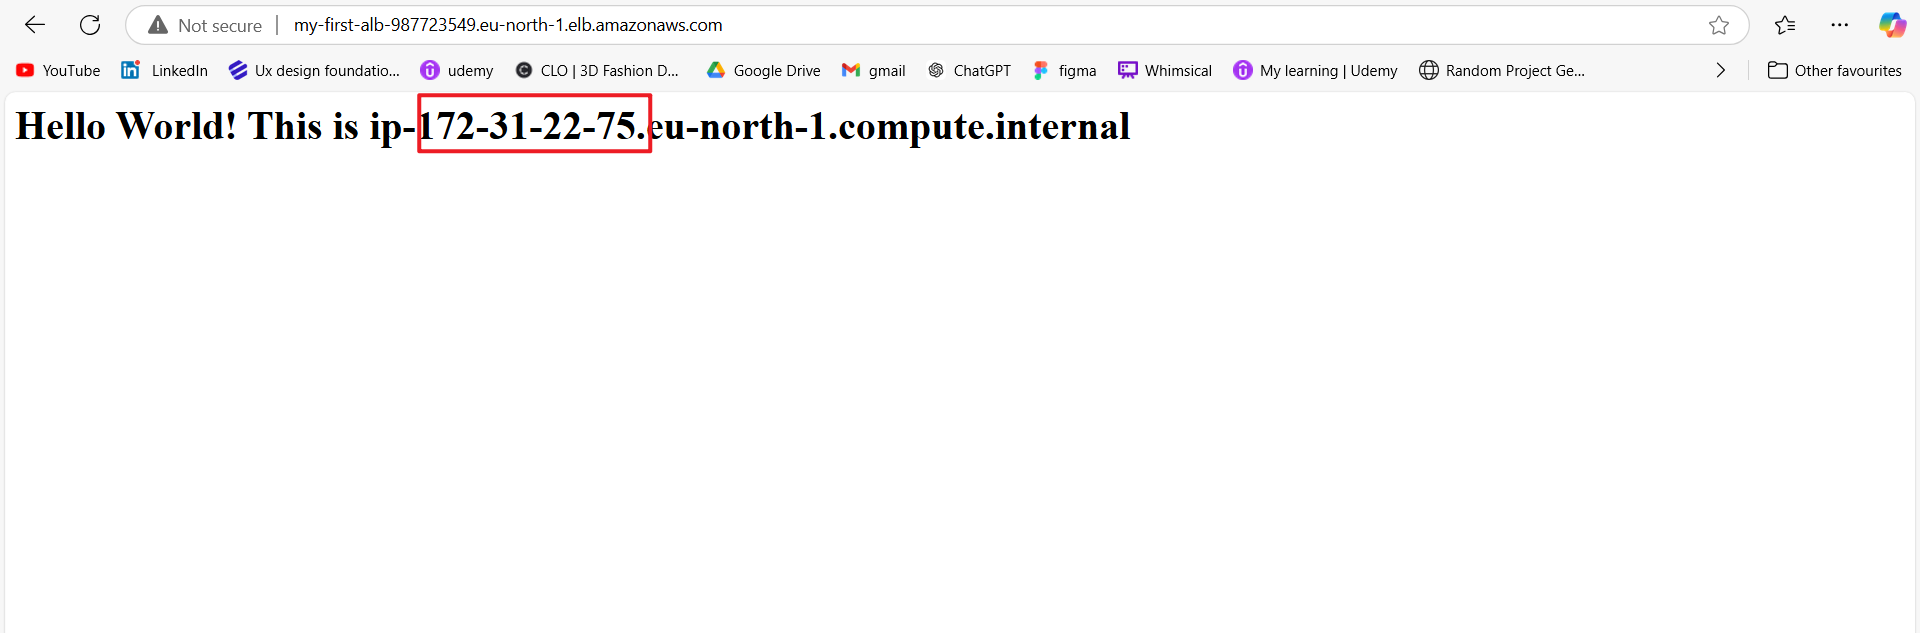 Not secure my-first-alb-987723549.eu-north-1.elb.amazonaws.com
YouTube LinkedIn Ux design foundatio... udemy CLO | 3D Fashion D... Google Drive gmail ChatGPT figma Whimsical My learning | Udemy Random Project Ge... Other favourites
Hello World! This is ip-172-31-22-75.eu-north-1.compute.internal